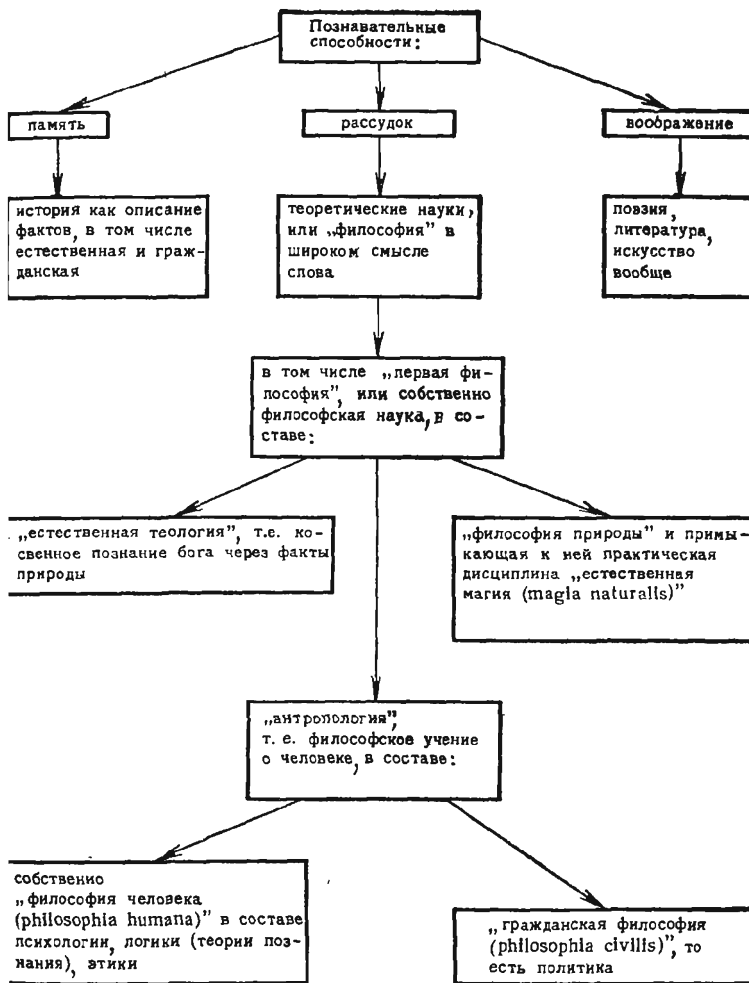 Познавательные
способности:
память
рассудок
воображение
история как описание
фактов, в том числе
естественная и граж-
данская
теоретические науки,
или „философия” в
широком смысле
слова
поэзия,
литература,
искусство
вообще
в том числе „первая фи-
лософия”, или собственно
философская наука, в со-
ставе:
„естественная теология”, т.е. ко-
свенное познание бога через факты
природы
„философия природы” и примы-
кающая к ней практическая
дисциплина „естественная
магия (magia naturalis)”
„антропология”,
т. е. философское учение
о человеке, в составе:
собственно
„философия человека
(philosophia humana)” в составе
психологии, логики (теории поз-
нания), этики
„гражданская философия
(philosophia civilis)”, то
есть политика